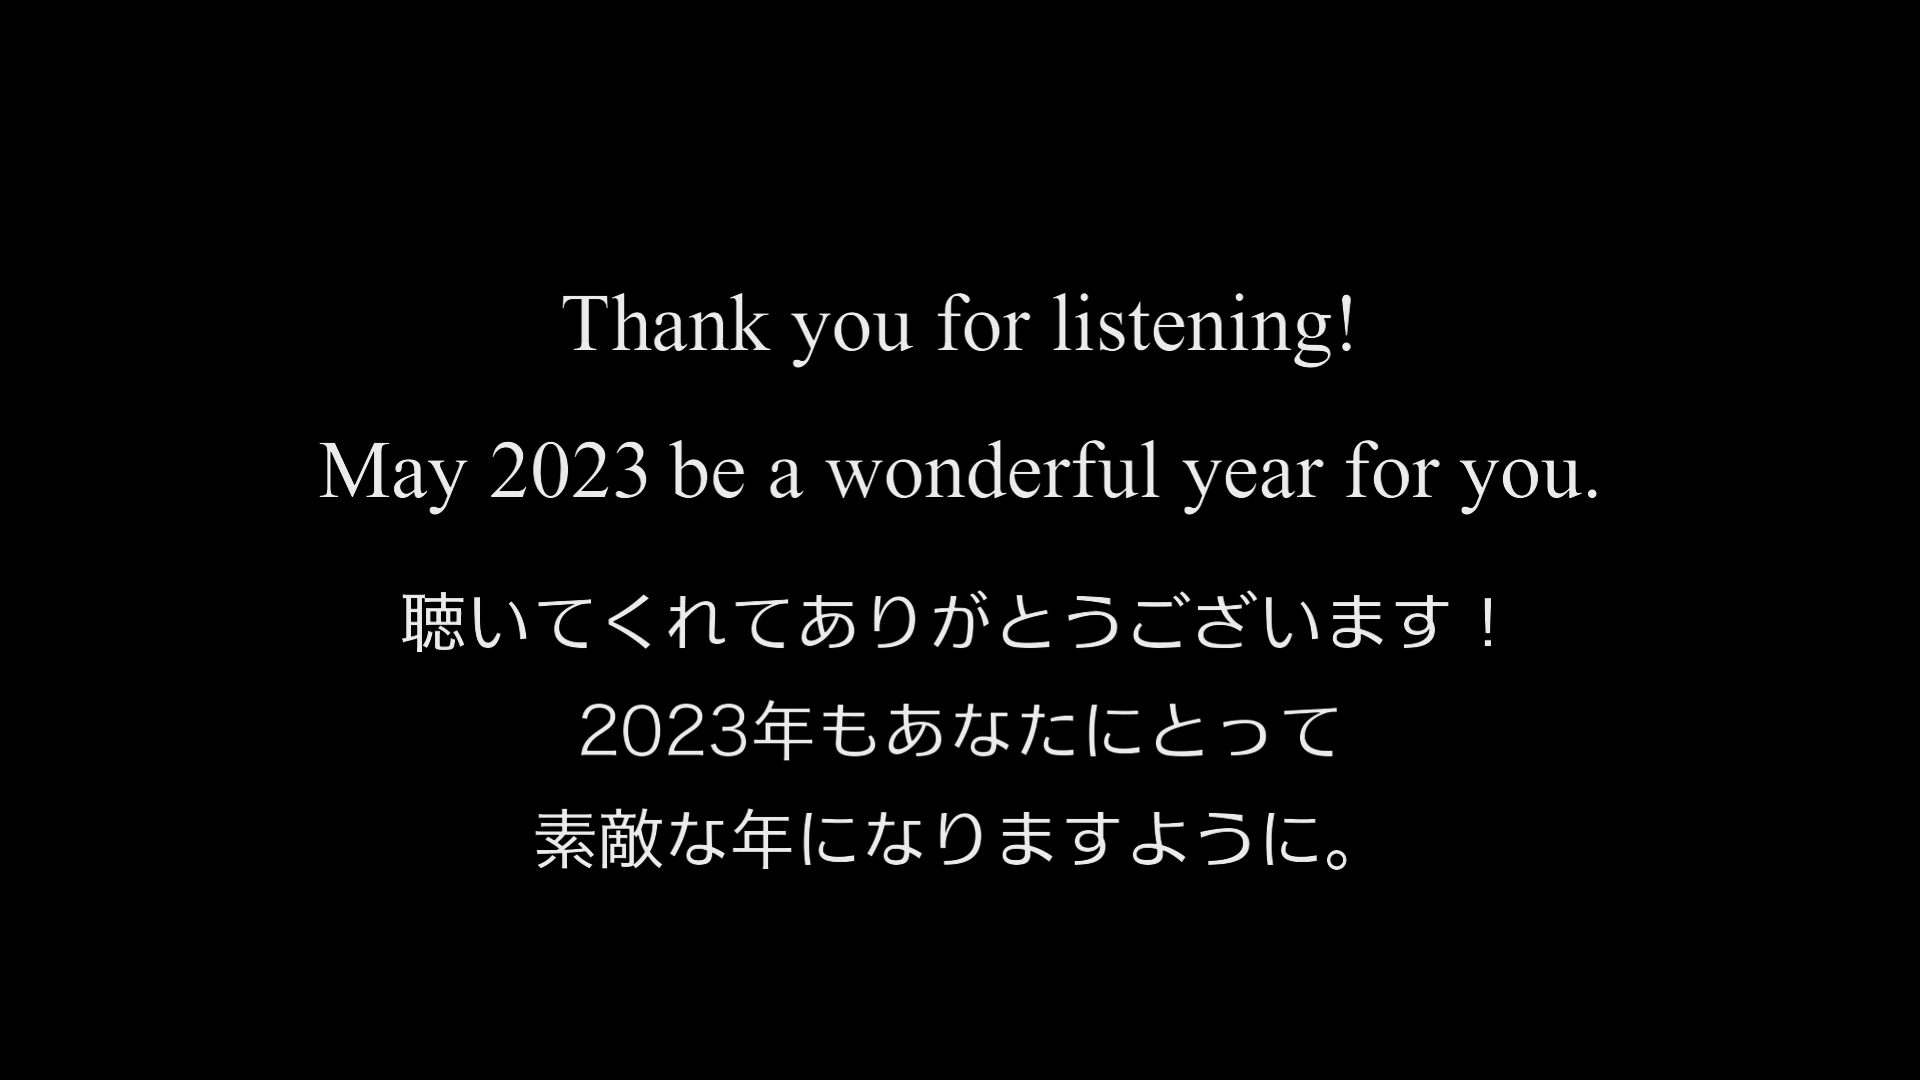 Thank you for listening!
May 2023 be a wonderful year for you.
聴いてくれてありがとうございます！
2023年もあなたにとって
素敵な年になりますように。